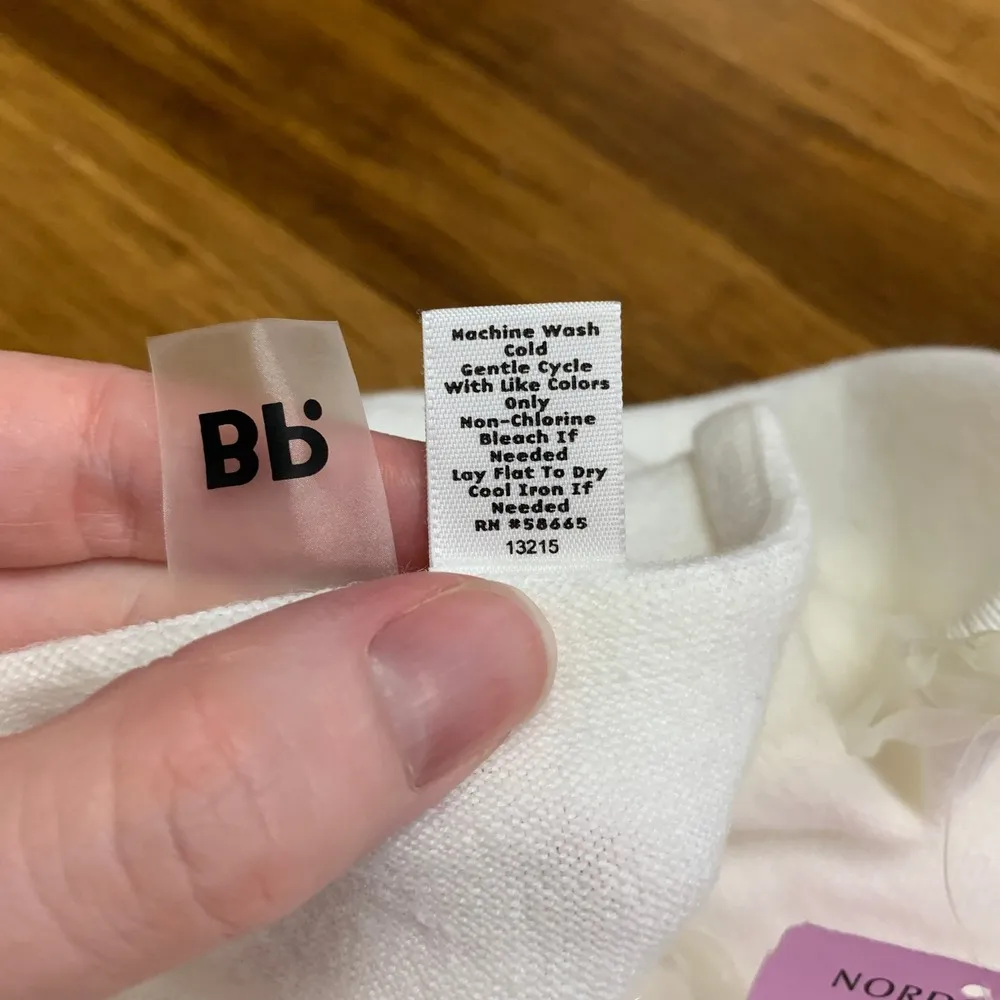 Bb
Machine Wash
Cold
Gentle Cycle
With Like Colors
Only
Non-Chlorine
Bleach If
Needed
Lay Flat To Dry
Cool Iron If
Needed
RN #58665
13215
NORD